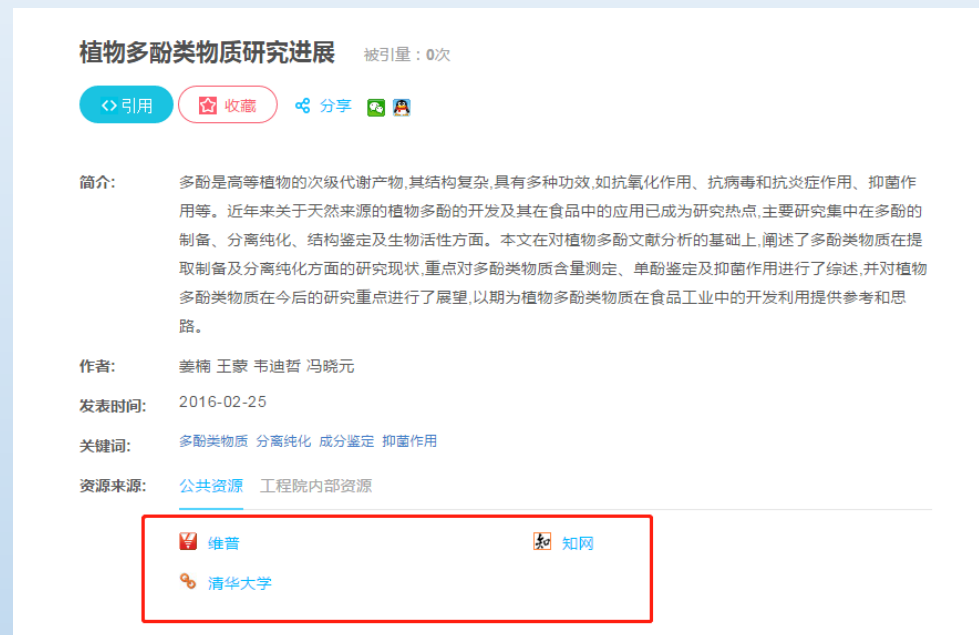 植物多酚类物质研究进展 被引量：0次
引用 收藏 分享
简介: 多酚是高等植物的次级代谢产物,其结构复杂,具有多种功效,如抗氧化作用、抗病毒和抗炎症作用、抑菌作
用等。近年来关于天然来源的植物多酚的开发及其在食品中的应用已成为研究热点,主要研究集中在多酚的
制备、分离纯化、结构鉴定及生物活性方面。本文在对植物多酚文献分析的基础上,阐述了多酚类物质在提
取制备及分离纯化方面的研究现状,重点对多酚类物质含量测定、单酚鉴定及抑菌作用进行了综述,并对植物
多酚类物质在今后的研究重点进行了展望,以期为植物多酚类物质在食品工业中的开发利用提供参考和思
路。
作者: 姜楠 王蒙 韦迪哲 冯晓元
发表时间: 2016-02-25
关键词: 多酚类物质 分离纯化 成分鉴定 抑菌作用
资源来源: 公共资源 工程院内部资源
维普 知 知网
清华大学